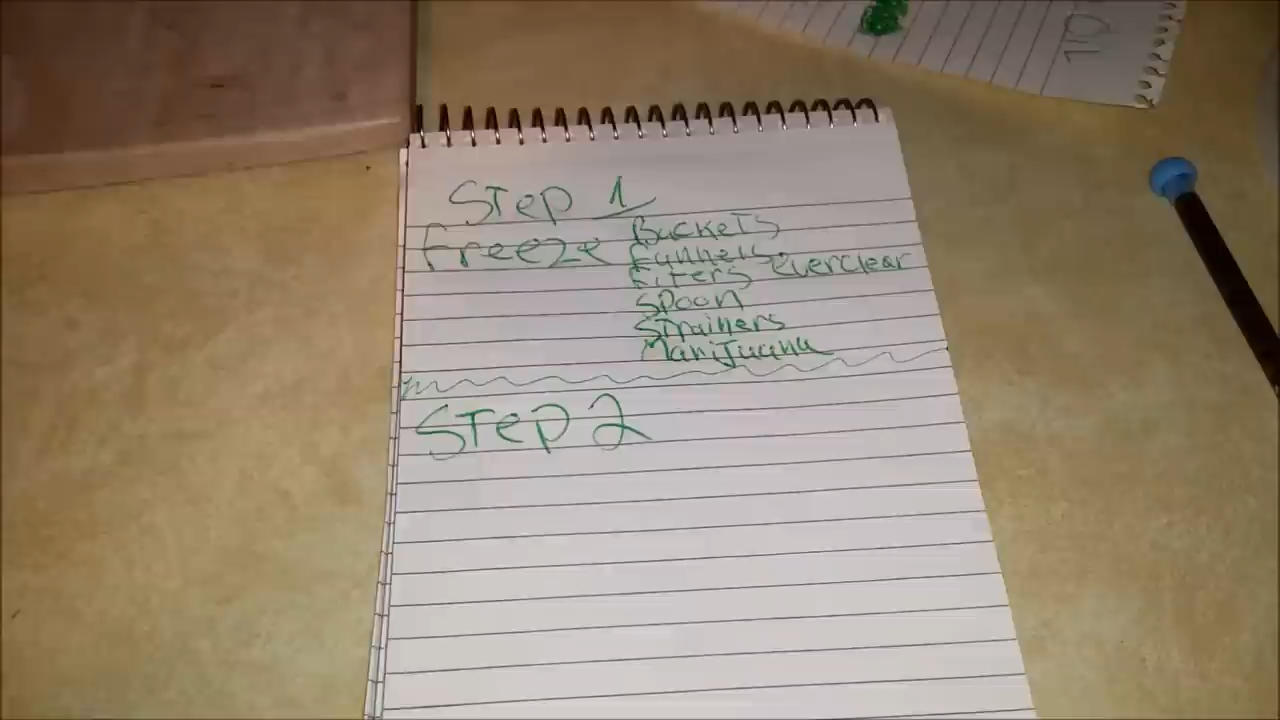 Step 1
Freeze Buckets
Funnels
Filters everclear
Spoon
Strainers
Marijuana
Step 2